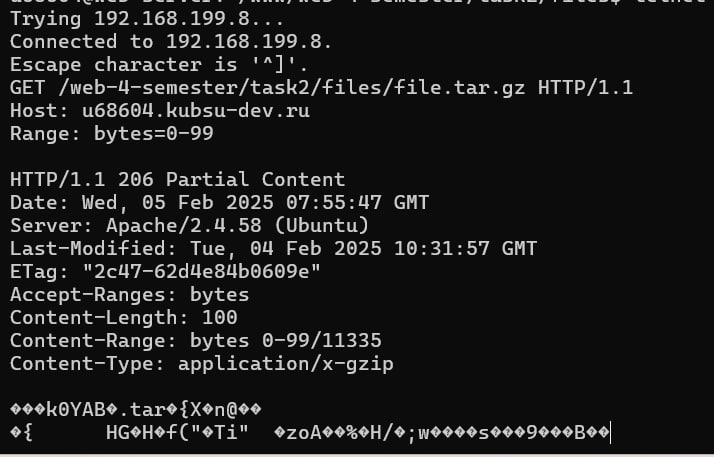 Trying 192.168.199.8...
Connected to 192.168.199.8.
Escape character is '^]'.
GET /web-4-semester/task2/files/file.tar.gz HTTP/1.1
Host: u68604.kubsu-dev.ru
Range: bytes=0-99
HTTP/1.1 206 Partial Content
Date: Wed, 05 Feb 2025 07:55:47 GMT
Server: Apache/2.4.58 (Ubuntu)
Last-Modified: Tue, 04 Feb 2025 10:31:57 GMT
ETag: "2c47-62d4e84b0609e"
Accept-Ranges: bytes
Content-Length: 100
Content-Range: bytes 0-99/11335
Content-Type: application/x-gzip
���k0YAB�.tar�{X�n@��
�{ HG�H�f("�Ti" �zoA��%�H/�;w����s���9���B��